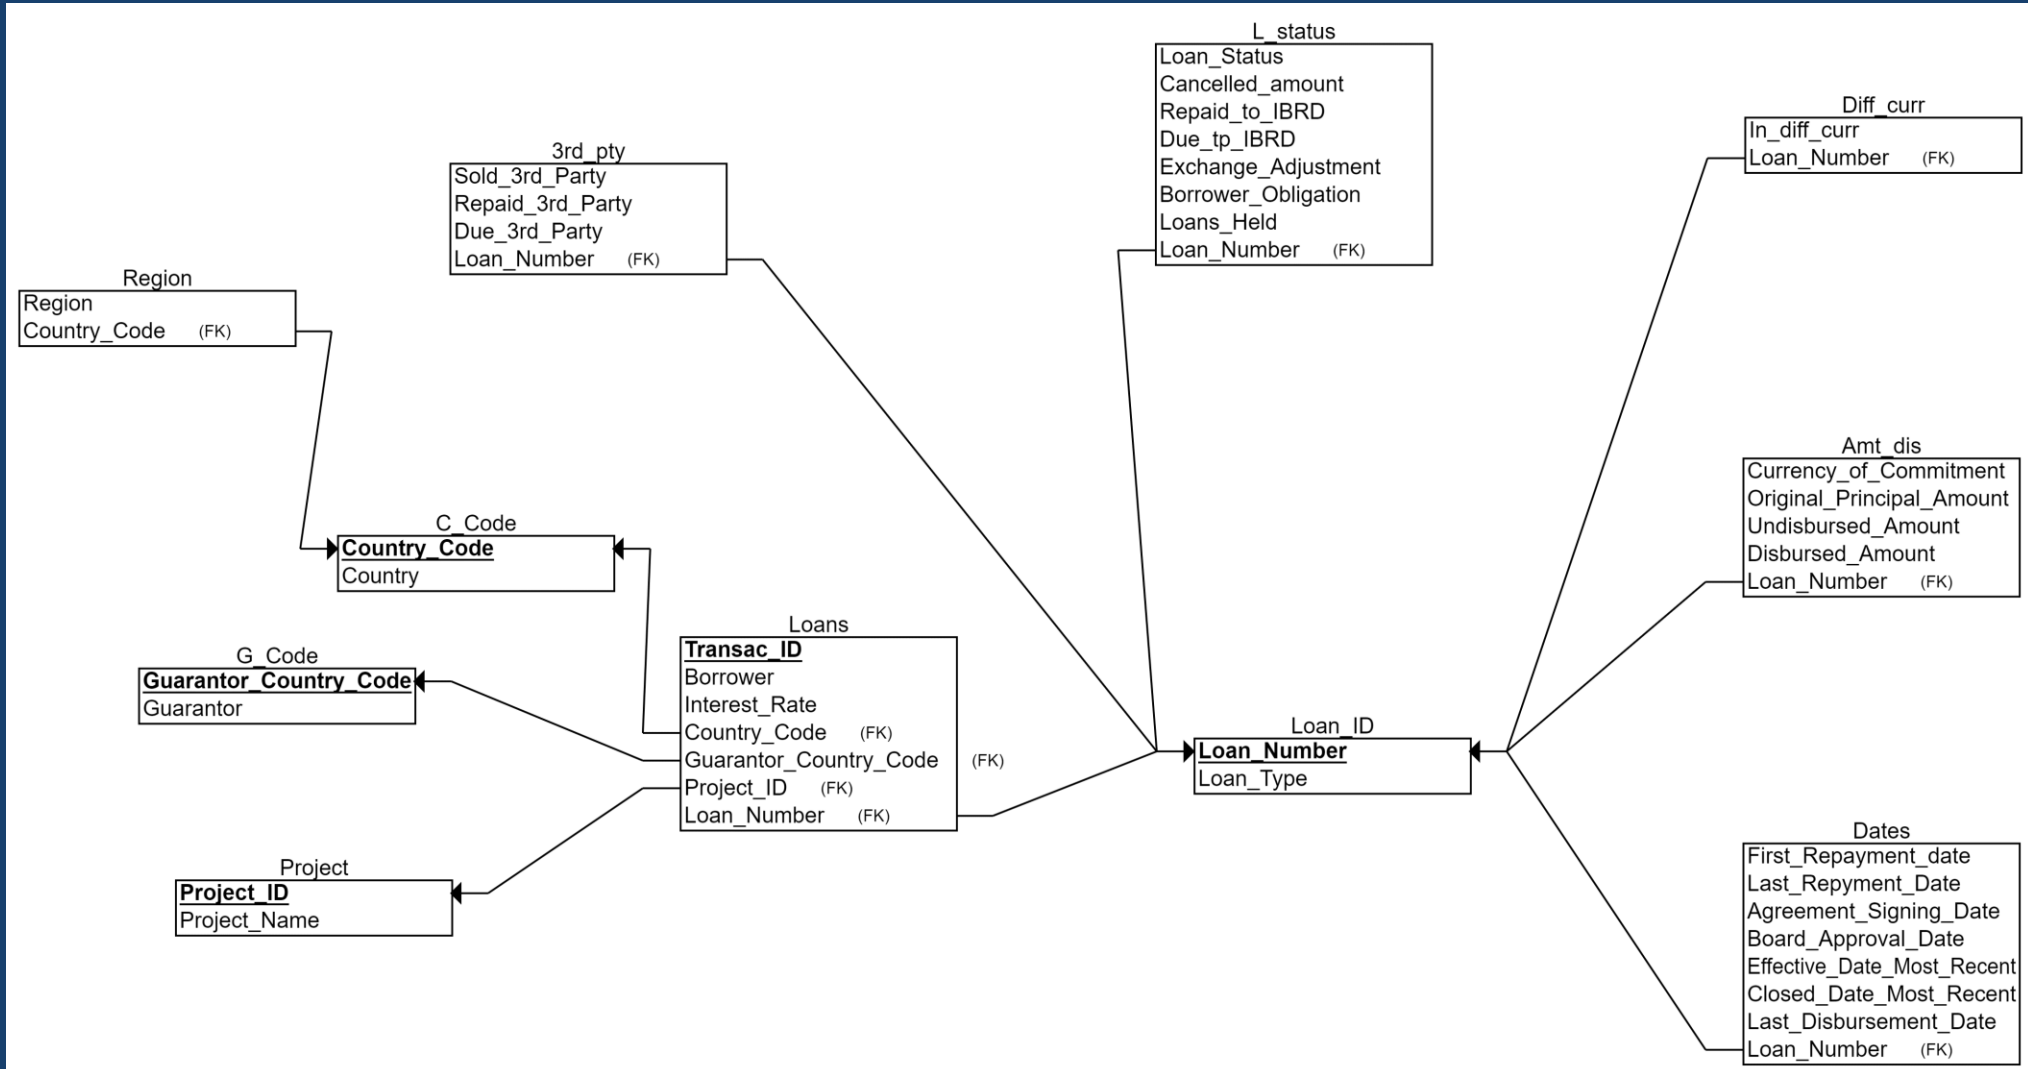 L_status
Loan_Status
Cancelled_amount
Repaid_to_IBRD
Due_tp_IBRD
Exchange_Adjustment
Borrower_Obligation
Loans_Held
Loan_Number (FK)
Diff_curr
In_diff_curr
Loan_Number (FK)
3rd_pty
Sold_3rd_Party
Repaid_3rd_Party
Due_3rd_Party
Loan_Number (FK)
Region
Region
Country_Code (FK)
Amt_dis
Currency_of_Commitment
Original_Principal_Amount
Undisbursed_Amount
Disbursed_Amount
Loan_Number (FK)
C_Code
Country_Code
Country
Loans
Transac_ID
Borrower
Interest_Rate
Country_Code (FK)
Guarantor_Country_Code (FK)
Project_ID (FK)
Loan_Number (FK)
G_Code
Guarantor_Country_Code
Guarantor
Loan_ID
Loan_Number
Loan_Type
Project
Project_ID
Project_Name
Dates
First_Repayment_date
Last_Repyment_Date
Agreement_Signing_Date
Board_Approval_Date
Effective_Date_Most_Recent
Closed_Date_Most_Recent
Last_Disbursement_Date
Loan_Number (FK)